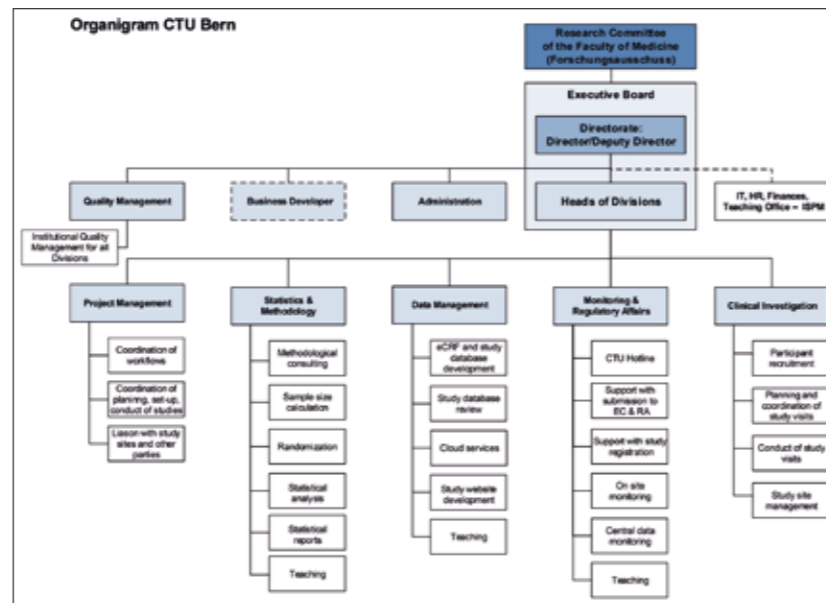 Organigram CTU Bern
Research Committee
of the Faculty of Medicine
(Forschungsausschuss)
Executive Board
Directorate:
Director/Deputy Director
Quality Management
Business Developer
Administration
Heads of Divisions
IT, HR, Finances,
Teaching Office – ISPM
Institutional Quality
Management for all
Divisions
Project Management
Statistics &
Methodology
Data Management
Monitoring &
Regulatory Affairs
Clinical Investigation
Coordination of
workflows
Coordination of
planning, set-up,
conduct of studies
Liason with study
sites and other
parties
Methodological
consulting
Sample size
calculation
Randomization
Statistical
analysis
Statistical
reports
Teaching
eCRF and study
database
development
Study database
review
Cloud services
Study website
development
Teaching
CTU Hotline
Support with
submission to
EC & RA
Support with study
registration
On site
monitoring
Central data
monitoring
Teaching
Participant
recruitment
Planning and
coordination of
study visits
Conduct of study
visits
Study site
management